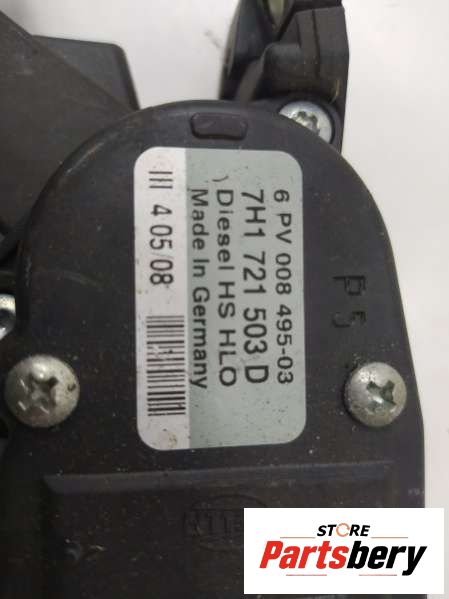 6 PV 008 495-03
7H1 721 503 D
) Diesel HS HLO
Made In Germany
III 4 05/08
P5
STORE
Partsbery